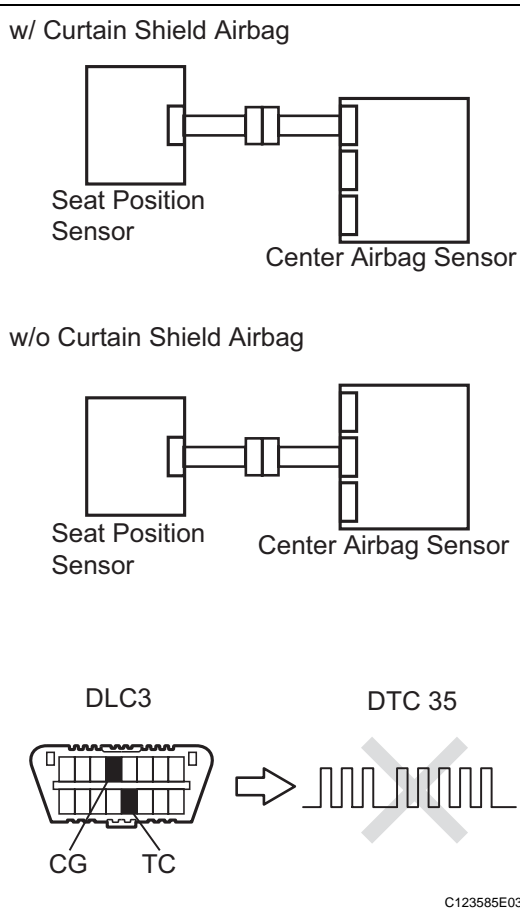 w/ Curtain Shield Airbag
Seat Position
Sensor
Center Airbag Sensor
w/o Curtain Shield Airbag
Seat Position
Sensor
Center Airbag Sensor
DLC3
DTC 35
CG
TC
C123585E03